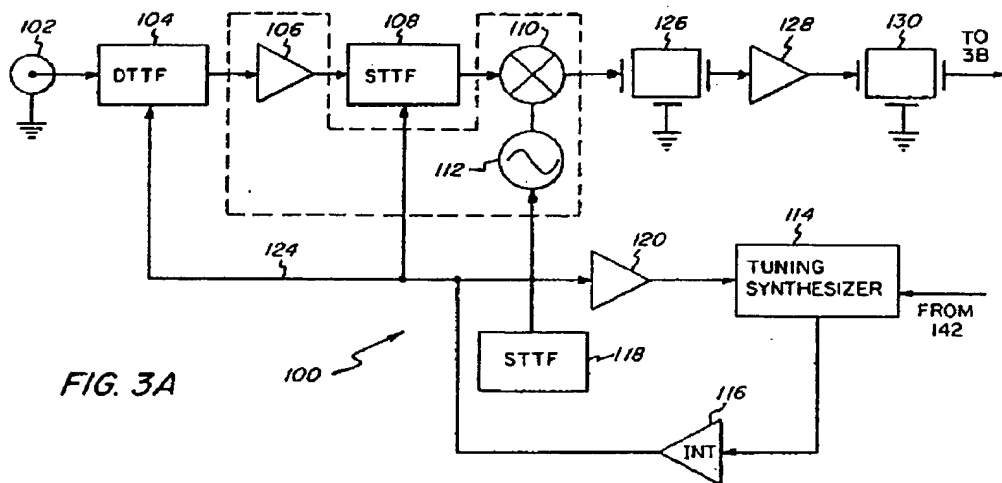 102
104
106
108
110
126
128
130
DTTF
STTF
TO
3B
112
124
120
114
TUNING
SYNTHESIZER
FROM
142
100
STTF
118
FIG. 3A
116
INT